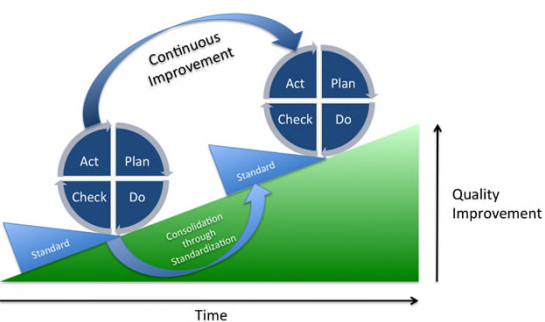 Continuous
Improvement
Act
Plan
Check
Do
Act
Plan
Check
Do
Standard
Standard
Consolidation
through
Standardization
Quality
Improvement
Time